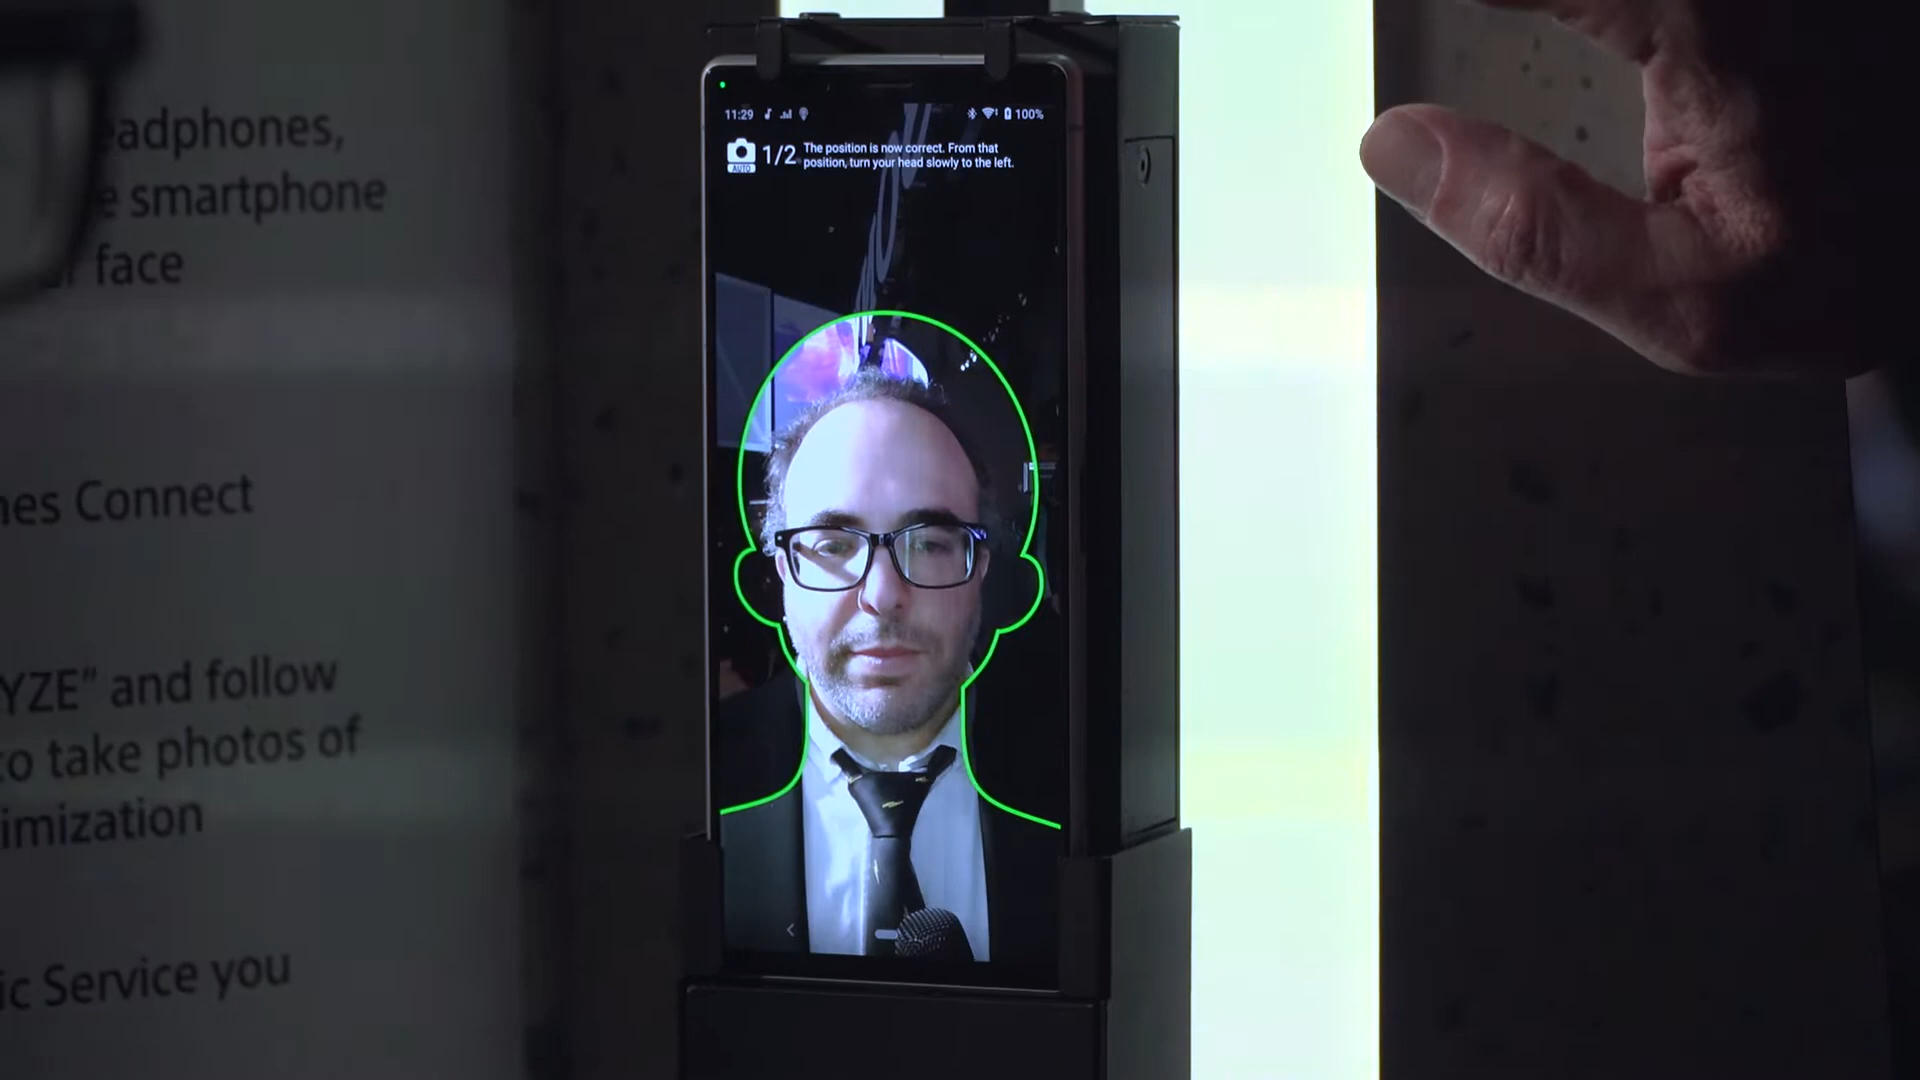 eadphones,
e smartphone
face
nes Connect
YZE" and follow
to take photos of
imization
ic Service you
11:29
100%
AUTO
1/2
The position is now correct. From that
position, turn your head slowly to the left.